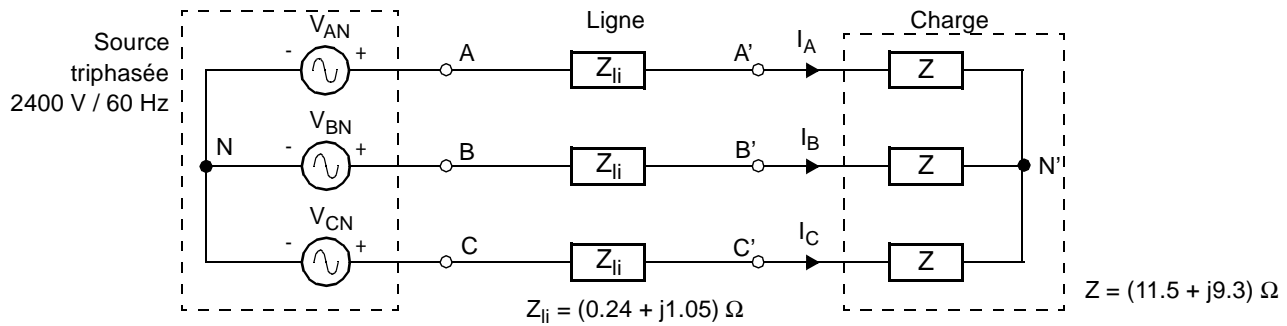 Source
triphasée
2400 V / 60 Hz
Ligne
Charge
V_AN
- +
A
Z_li
A'
I_A
Z
N
V_BN
- +
B
Z_li
B'
I_B
Z
N'
V_CN
- +
C
Z_li
C'
I_C
Z
Z_li = (0.24 + j1.05) Ω
Z = (11.5 + j9.3) Ω